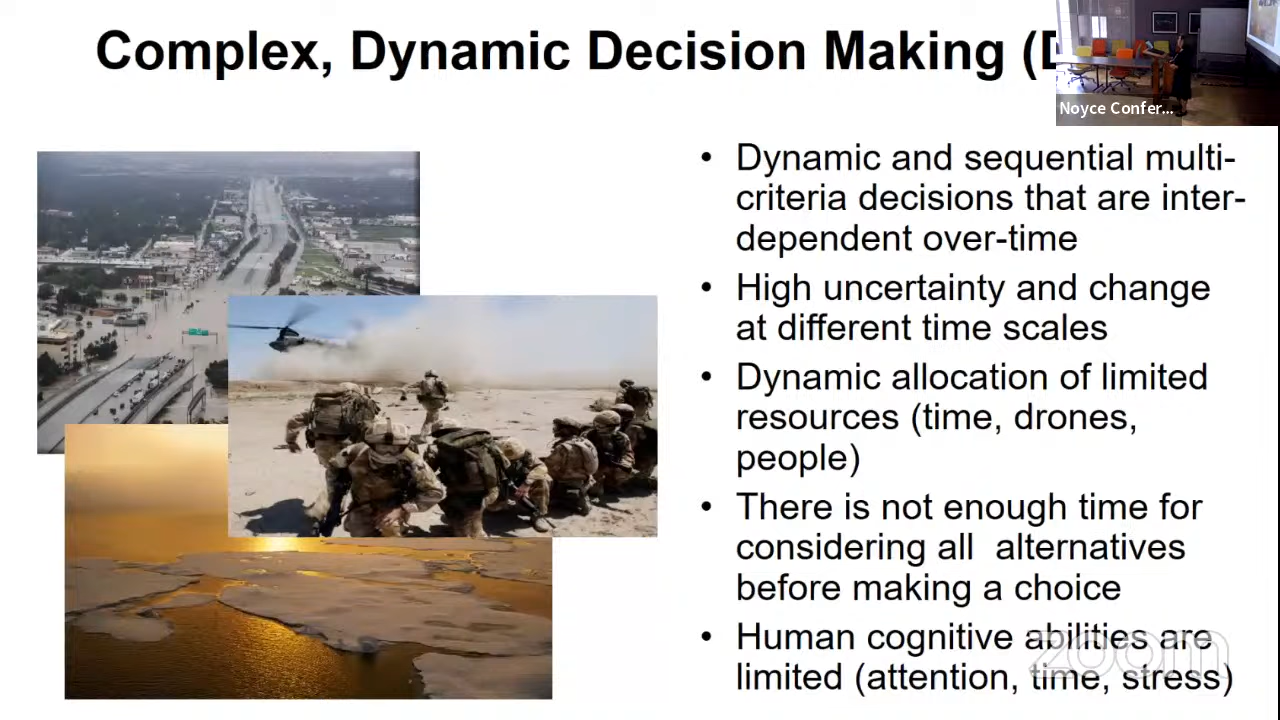 Complex, Dynamic Decision Making (
Noyce Confer...
• Dynamic and sequential multi-
criteria decisions that are inter-
dependent over-time
• High uncertainty and change
at different time scales
• Dynamic allocation of limited
resources (time, drones,
people)
• There is not enough time for
considering all alternatives
before making a choice
• Human cognitive abilities are
limited (attention, time, stress)
zoom